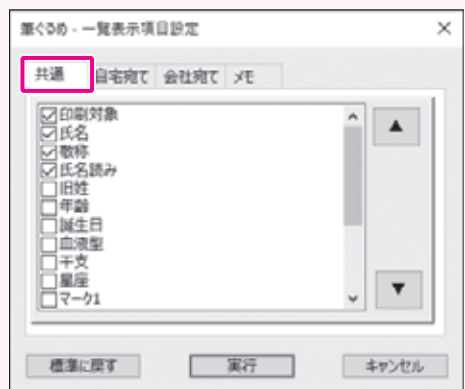 筆ぐるめ - 一覧表示項目設定
共通 自宅宛て 会社宛て メモ
印刷対象
氏名
敬称
氏名読み
旧姓
年齢
誕生日
血液型
干支
星座
マーク1
標準に戻す 実行 キャンセル